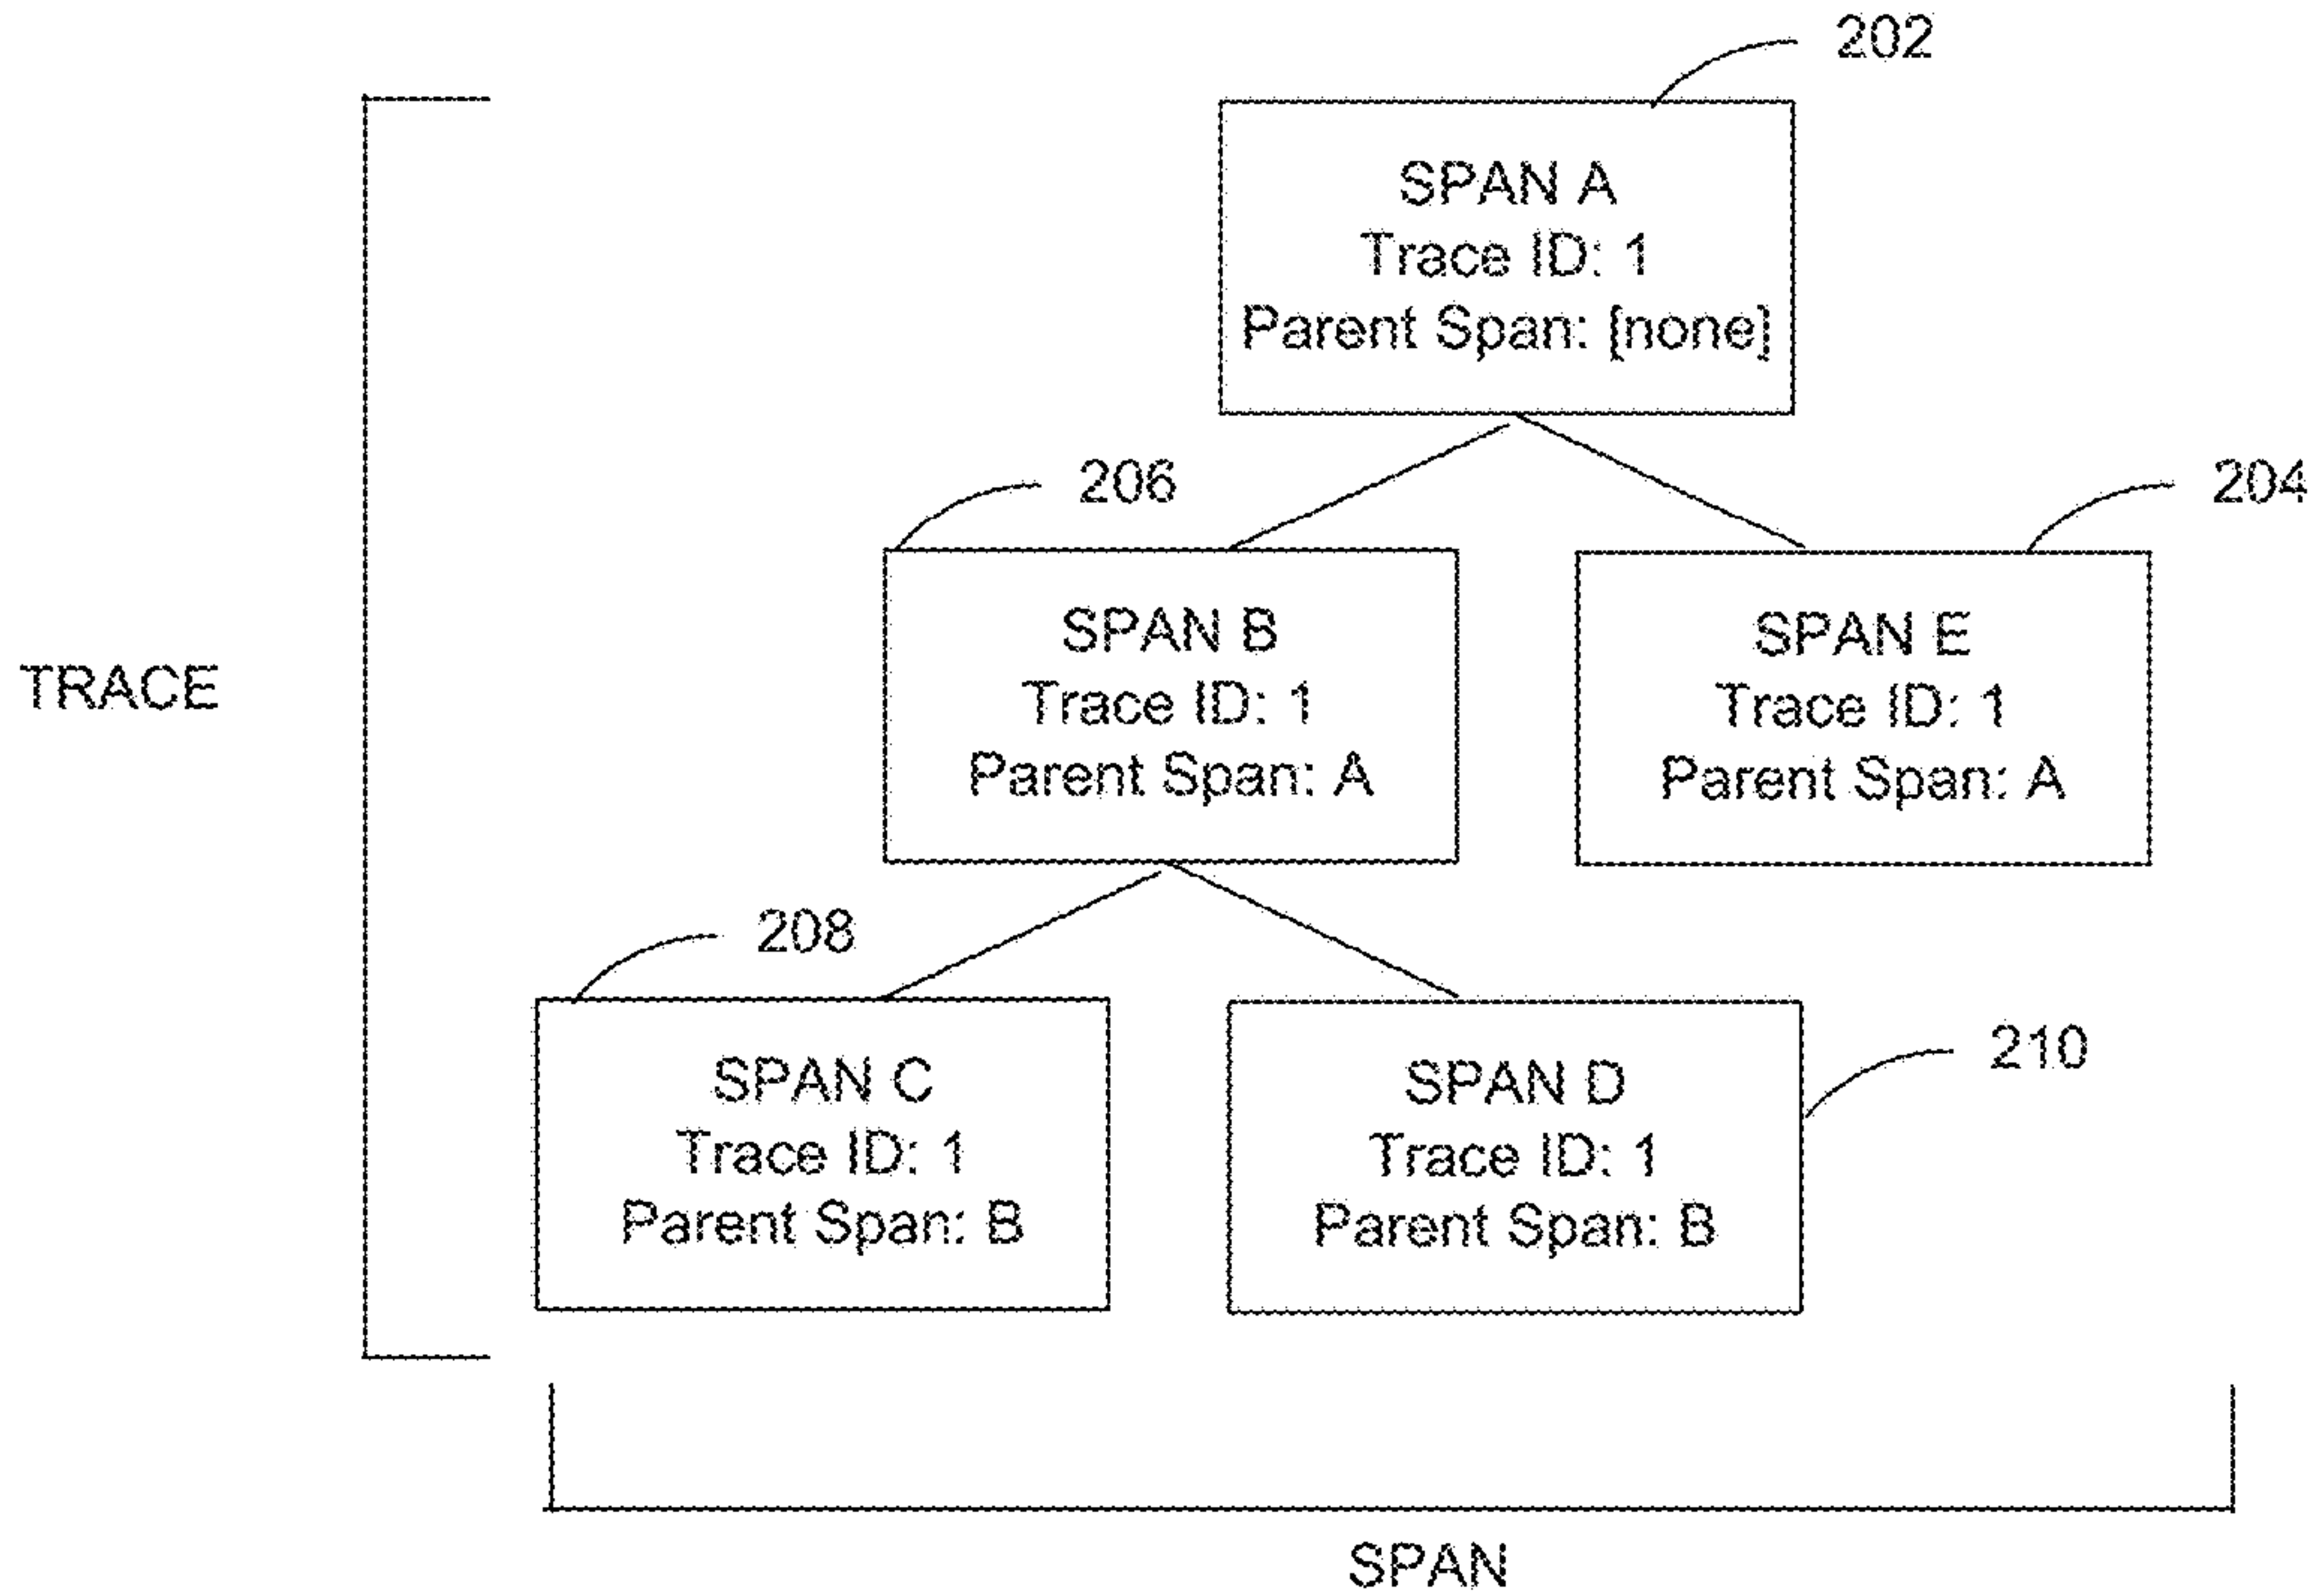 202
SPAN A
Trace ID: 1
Parent Span: [none]
206
204
SPAN B
Trace ID: 1
Parent Span: A
SPAN E
Trace ID: 1
Parent Span: A
TRACE
208
SPAN C
Trace ID: 1
Parent Span: B
SPAN D
Trace ID: 1
Parent Span: B
210
SPAN